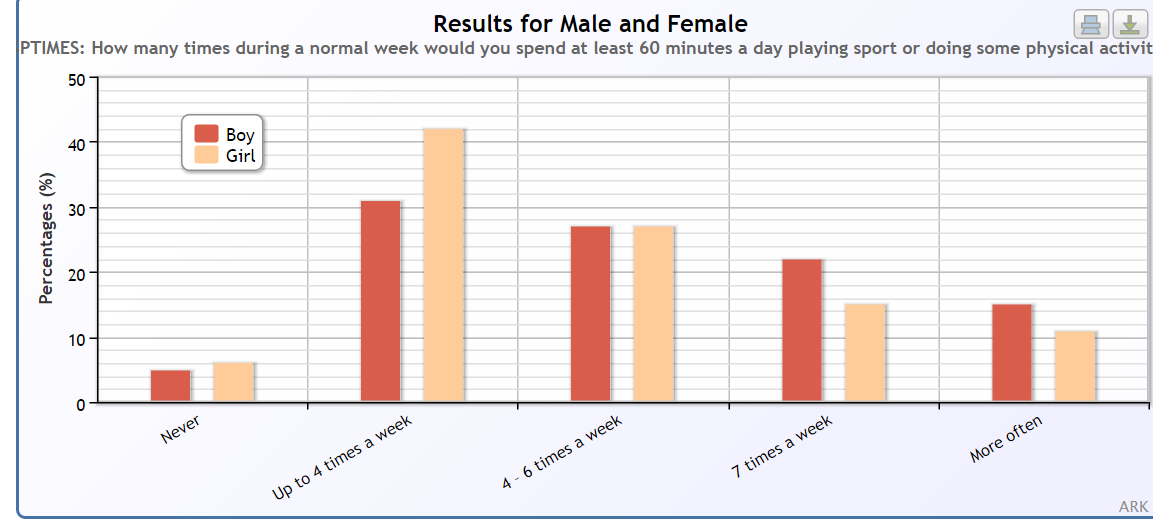 Results for Male and Female
PTIMES: How many times during a normal week would you spend at least 60 minutes a day playing sport or doing some physical activit
50
40
30
20
10
0
Percentages (%)
Boy
Girl
Never
Up to 4 times a week
4 - 6 times a week
7 times a week
More often
ARK